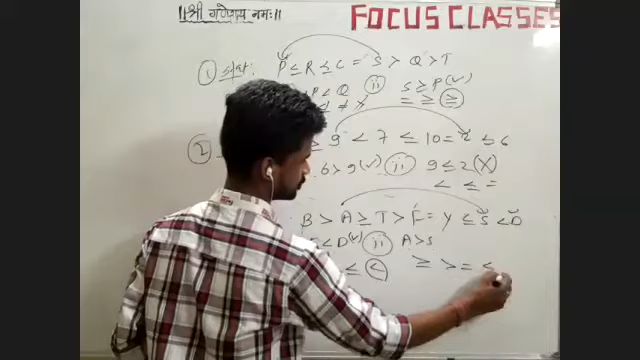 ॥श्री गणेशाय नमः॥
FOCUS CLASSES
① P ≤ R ≤ C = S > Q > T
P < Q ii S ≥ P (✓)
= ≥ ≥
② 9 < 7 ≤ 10 = 2 ≤ 6
6 > 9 (✓) ii 9 ≤ 2 (X)
< ≤ =
B > A ≥ T > F = Y ≤ S < D
F < D (✓) ii A > S
≤ < ≥ > = ≤